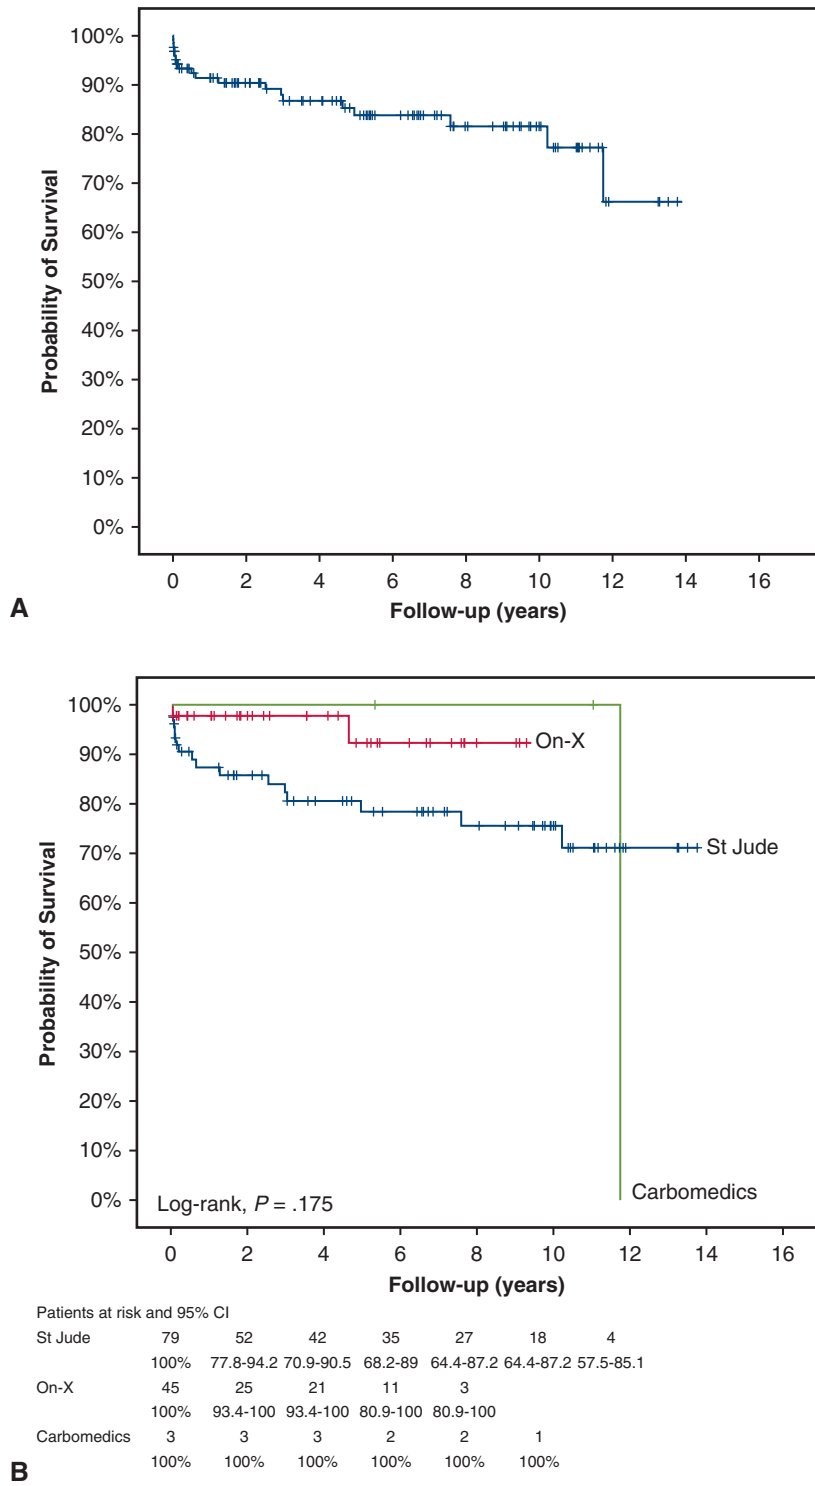 100%
90%
80%
70%
60%
50%
40%
30%
20%
10%
0%
Probability of Survival
0 2 4 6 8 10 12 14 16
Follow-up (years)
A
100%
90%
80%
70%
60%
50%
40%
30%
20%
10%
0%
Probability of Survival
On-X
St Jude
Carbomedics
Log-rank, P = .175
0 2 4 6 8 10 12 14 16
Follow-up (years)
Patients at risk and 95% CI
St Jude 79 52 42 35 27 18 4
100% 77.8-94.2 70.9-90.5 68.2-89 64.4-87.2 64.4-87.2 57.5-85.1
On-X 45 25 21 11 3
100% 93.4-100 93.4-100 80.9-100 80.9-100
Carbomedics 3 3 3 2 2 1
100% 100% 100% 100% 100% 100%
B